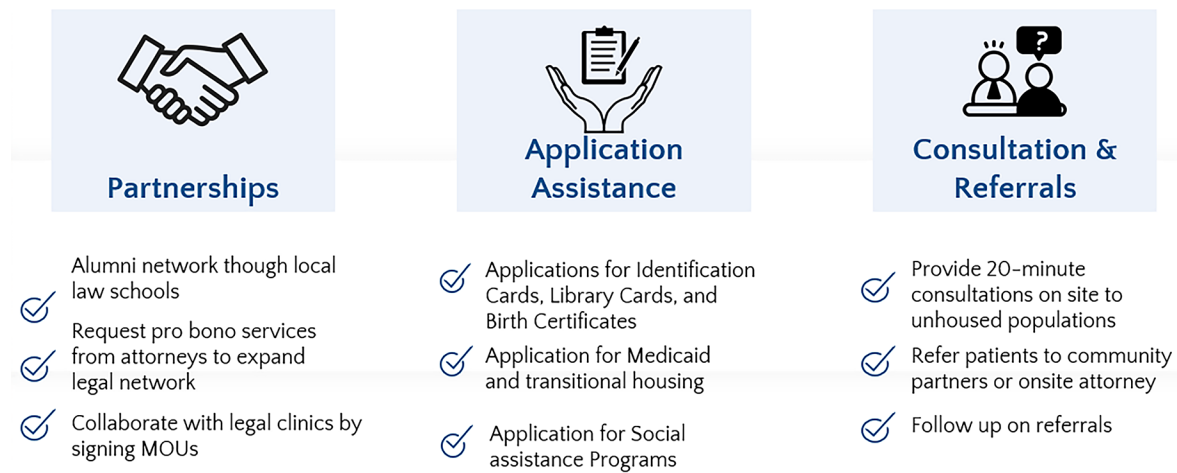 Partnerships
Alumni network though local
law schools
Request pro bono services
from attorneys to expand
legal network
Collaborate with legal clinics by
signing MOUs
Application
Assistance
Applications for Identification
Cards, Library Cards, and
Birth Certificates
Application for Medicaid
and transitional housing
Application for Social
assistance Programs
?
Consultation &
Referrals
Provide 20-minute
consultations on site to
unhoused populations
Refer patients to community
partners or onsite attorney
Follow up on referrals